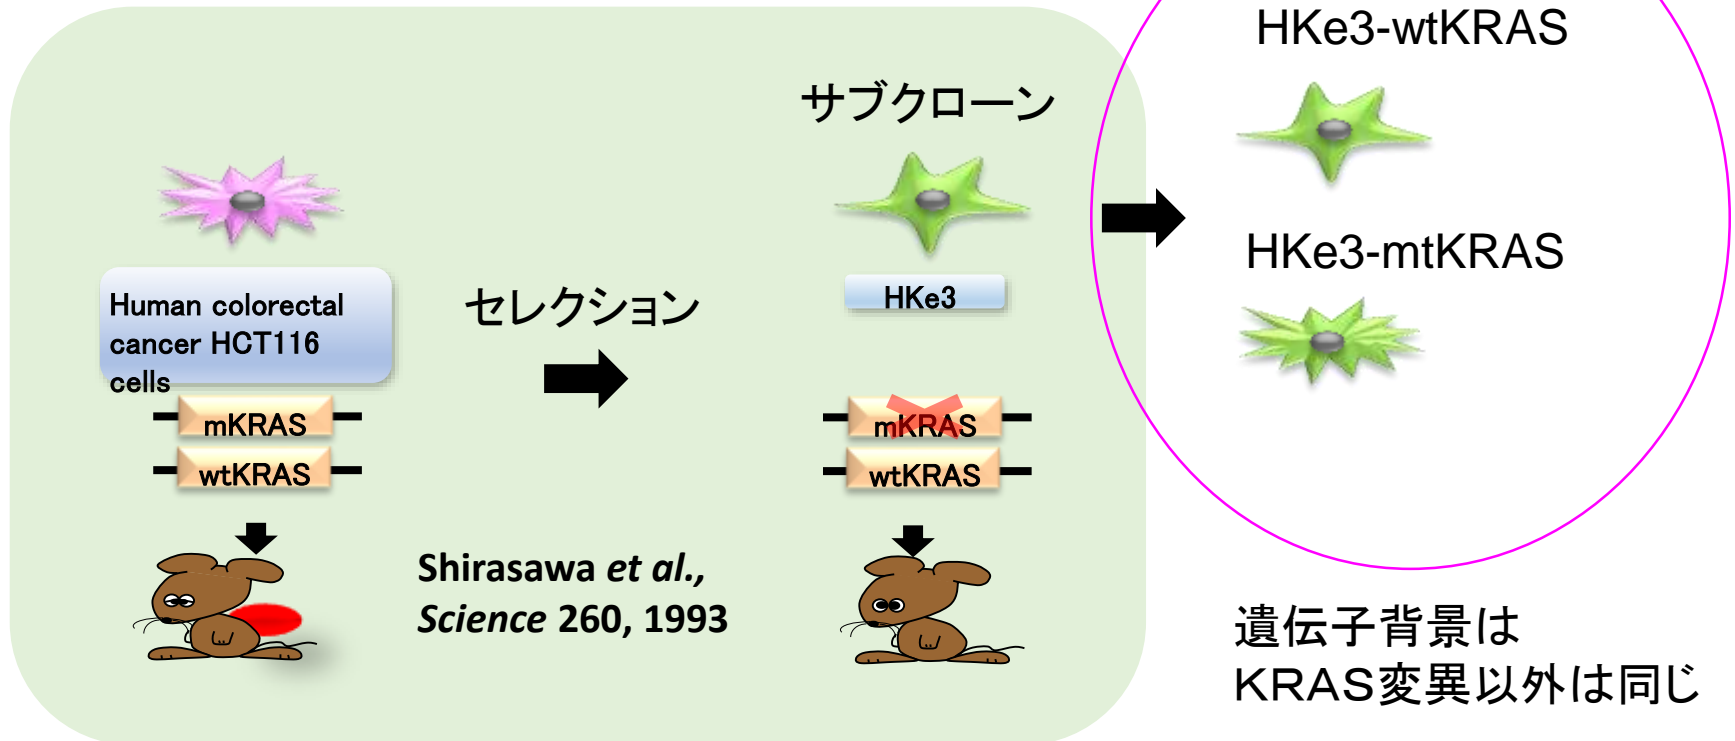 Human colorectal
cancer HCT116
cells
mKRAS
wtKRAS
セレクション
Shirasawa et al.,
Science 260, 1993
サブクローン
HKe3
mKRAS
wtKRAS
HKe3-wtKRAS
HKe3-mtKRAS
遺伝子背景は
KRAS変異以外は同じ